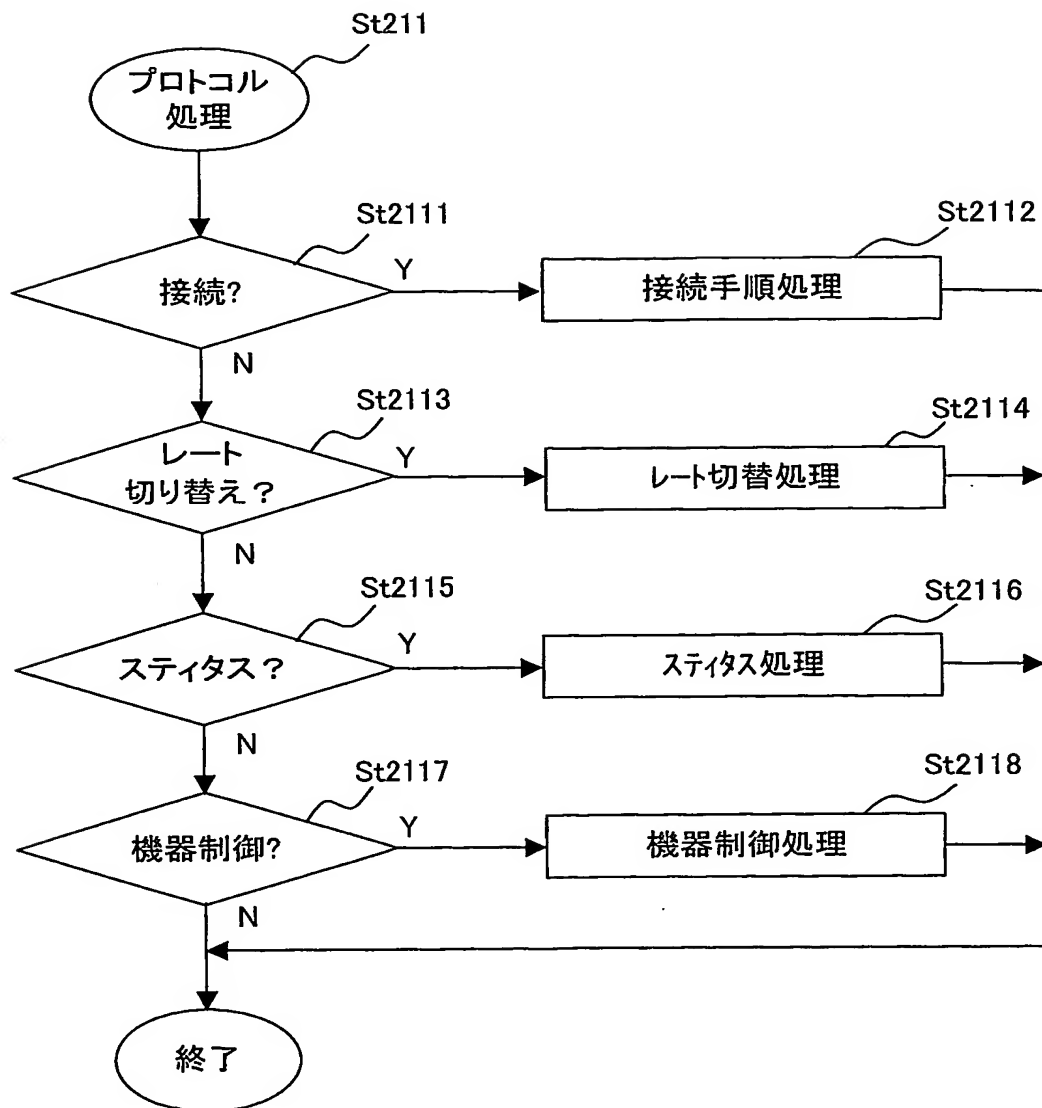 St211
プロトコル
処理
St2111
接続?
Y
N
St2112
接続手順処理
St2113
レート
切り替え？
Y
N
St2114
レート切替処理
St2115
スティタス？
Y
N
St2116
スティタス処理
St2117
機器制御?
Y
N
St2118
機器制御処理
終了